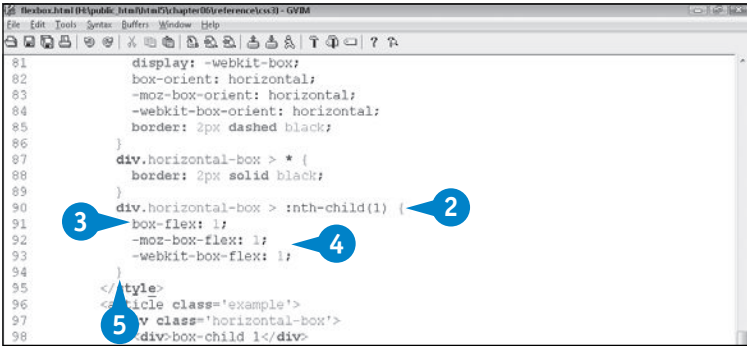 flexbox.html (H:\public_html\html5\chapter06\reference\css3) - GVIM
File Edit Tools Syntax Buffers Window Help
81 display: -webkit-box;
82 box-orient: horizontal;
83 -moz-box-orient: horizontal;
84 -webkit-box-orient: horizontal;
85 border: 2px dashed black;
86 }
87 div.horizontal-box > * {
88 border: 2px solid black;
89 }
90 div.horizontal-box > :nth-child(1) {
2
3
91 box-flex: 1;
92 -moz-box-flex: 1;
4
93 -webkit-box-flex: 1;
94 }
95 </style>
96 <article class='example'>
5
97 class='horizontal-box'>
98 <div>box-child 1</div>